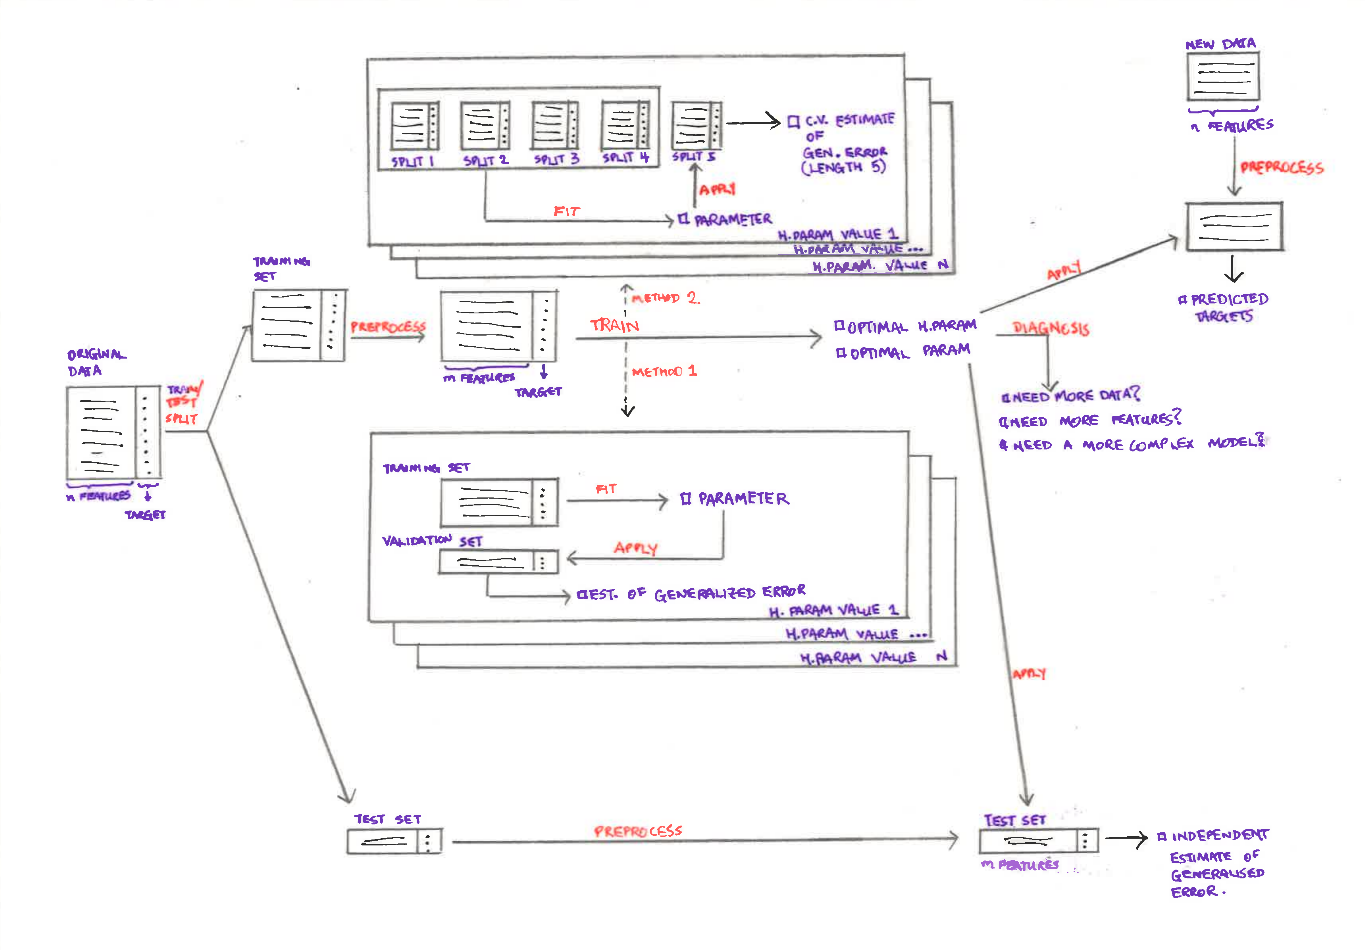 NEW DATA
n FEATURES
PREPROCESS
APPLY
PREDICTED
TARGETS
SPLIT 1
SPLIT 2
SPLIT 3
SPLIT 4
SPLIT 5
C.V. ESTIMATE
OF
GEN. ERROR
(LENGTH 5)
APPLY
FIT
PARAMETER
H.PARAM VALUE 1
H.PARAM VALUE ...
H.PARAM. VALUE N
TRAINING
SET
PREPROCESS
m FEATURES
TARGET
METHOD 2.
TRAIN
METHOD 1
OPTIMAL H.PARAM
OPTIMAL PARAM
DIAGNESIS
NEED MORE DATA?
NEED MORE FEATURES?
NEED A MORE COMPLEX MODEL?
ORIGINAL
DATA
TRAIN/
TEST
SPLIT
n FEATURES
TARGET
TRAINING SET
FIT
PARAMETER
VALIDATION SET
APPLY
EST. OF GENERALIZED ERROR
H. PARAM VALUE 1
H.PARAM VALUE ...
H.PARAM VALUE N
APPLY
TEST SET
PREPROCESS
TEST SET
m FEATURES
INDEPENDENT
ESTIMATE OF
GENERALISED
ERROR.